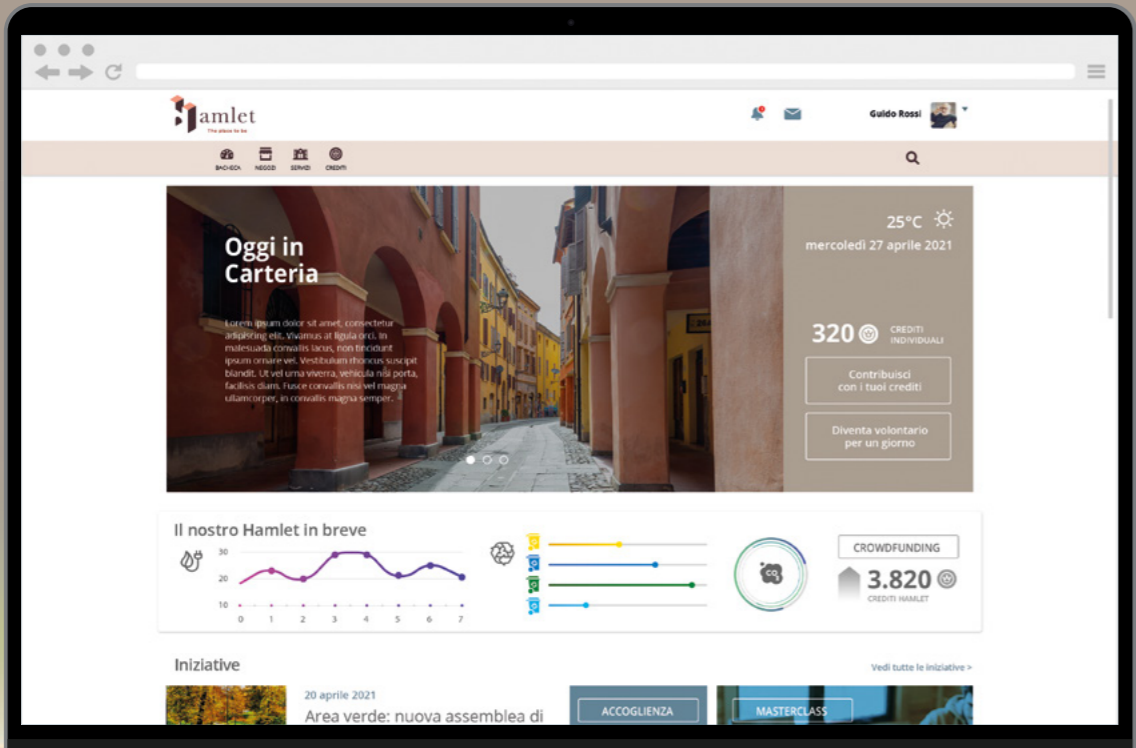 Hamlet
The place to be
Guido Rossi
BACHECA
NEGOZI
SERVIZI
CREDITI
Oggi in
Carteria
Lorem ipsum dolor sit amet, consectetur
adipiscing elit. Vivamus at ligula orci. In
malesuada convallis lacus, non tincidunt
ipsum ornare vel. Vestibulum rhoncus suscipit
blandit. Ut vel urna viverra, vehicula nisi porta,
facilisis diam. Fusce convallis nisi vel magna
ullamcorper, in convallis magna semper.
25°C
mercoledì 27 aprile 2021
320 CREDITI
INDIVIDUALI
Contribuisci
con i tuoi crediti
Diventa volontario
per un giorno
Il nostro Hamlet in breve
30
20
10
0 1 2 3 4 5 6 7
CO2
CROWDFUNDING
3.820
CREDITI HAMLET
Iniziative
Vedi tutte le iniziative >
20 aprile 2021
Area verde: nuova assemblea di
ACCOGLIENZA
MASTERCLASS